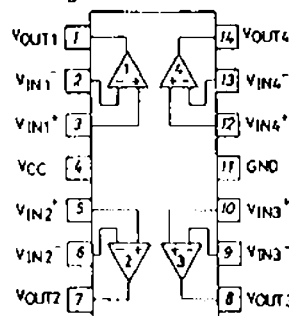 VOUT1 1 14 VOUT4
1 4
VIN1- 2 - + + - 13 VIN4-
VIN1+ 3 12 VIN4+
VCC 4 11 GND
VIN2+ 5 10 VIN3+
VIN2- 6 - + + - 9 VIN3-
2 3
VOUT2 7 8 VOUT3